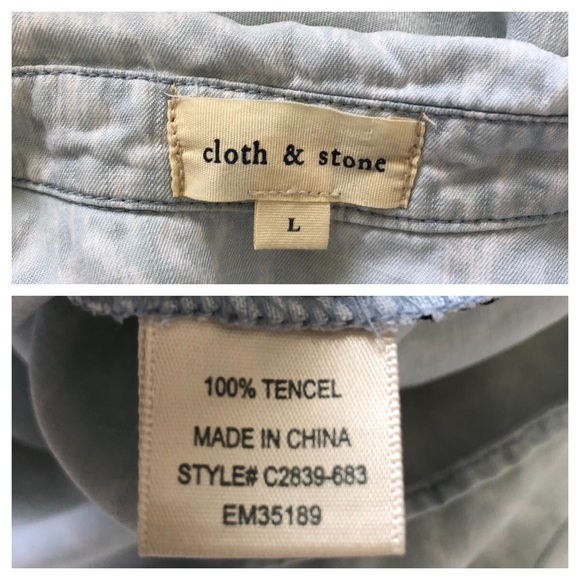 cloth & stone
L
100% TENCEL
MADE IN CHINA
STYLE# C2839-683
EM35189